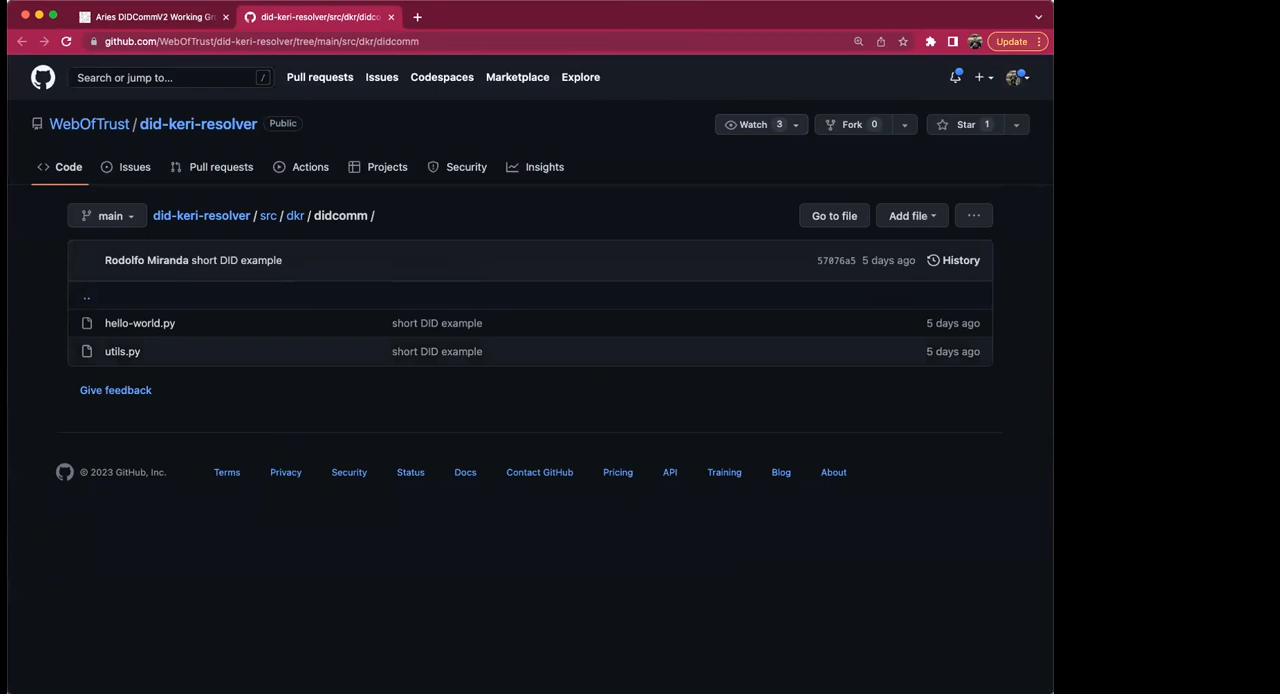 Aries DIDCommV2 Working Gr
did-keri-resolver/src/dkr/didco
github.com/WebOfTrust/did-keri-resolver/tree/main/src/dkr/didcomm
Update
Search or jump to... /
Pull requests Issues Codespaces Marketplace Explore
WebOfTrust / did-keri-resolver Public
Watch 3 Fork 0 Star 1
Code Issues Pull requests Actions Projects Security Insights
main did-keri-resolver / src / dkr / didcomm /
Go to file Add file ...
Rodolfo Miranda short DID example 57076a5 5 days ago History
..
hello-world.py short DID example 5 days ago
utils.py short DID example 5 days ago
Give feedback
© 2023 GitHub, Inc. Terms Privacy Security Status Docs Contact GitHub Pricing API Training Blog About